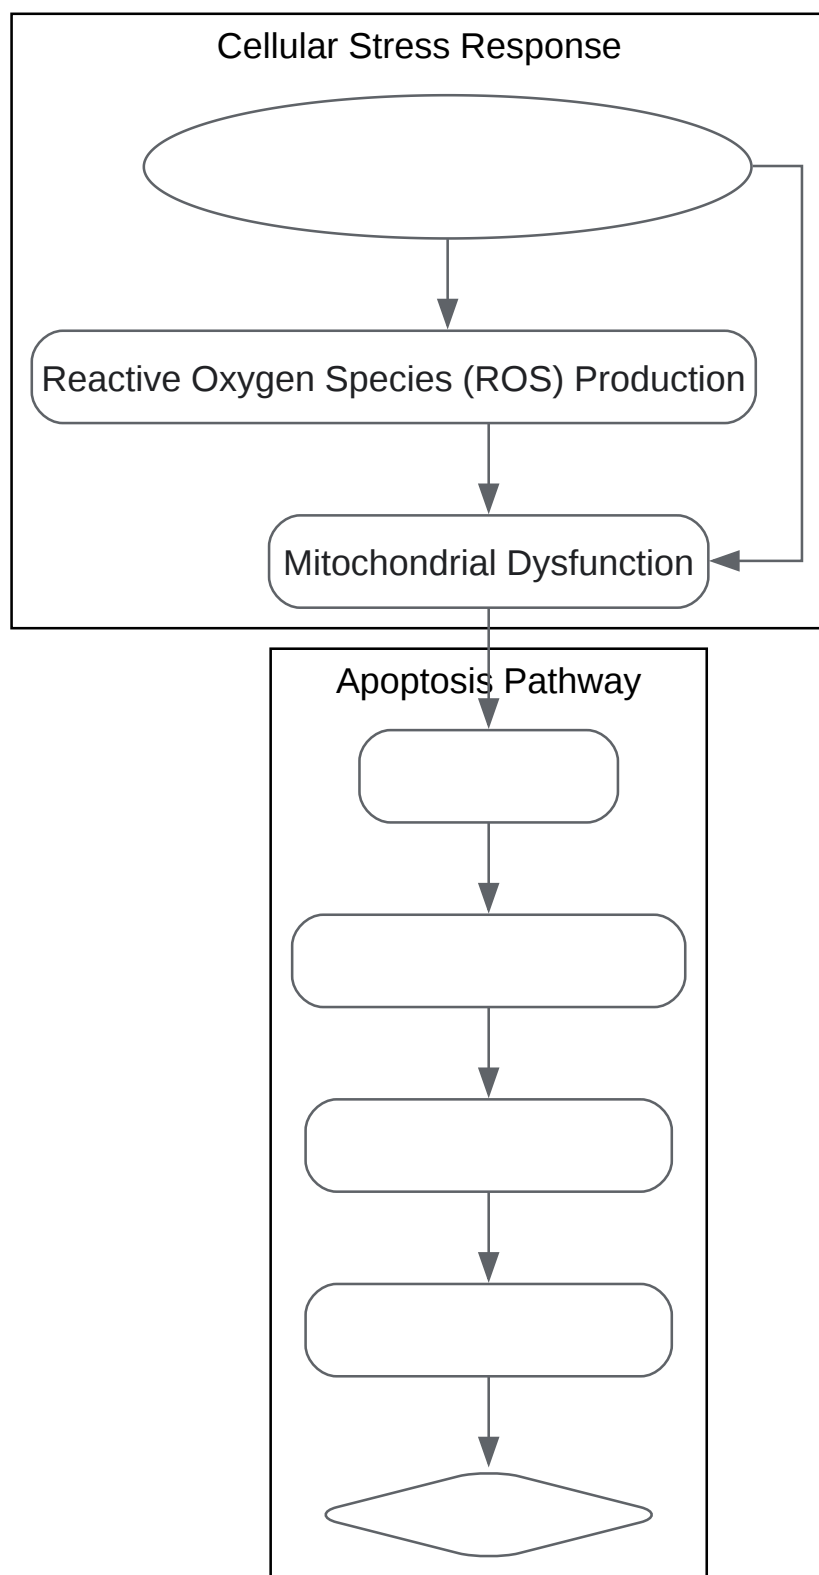 Cellular Stress Response
Reactive Oxygen Species (ROS) Production
Mitochondrial Dysfunction
Apoptosis Pathway